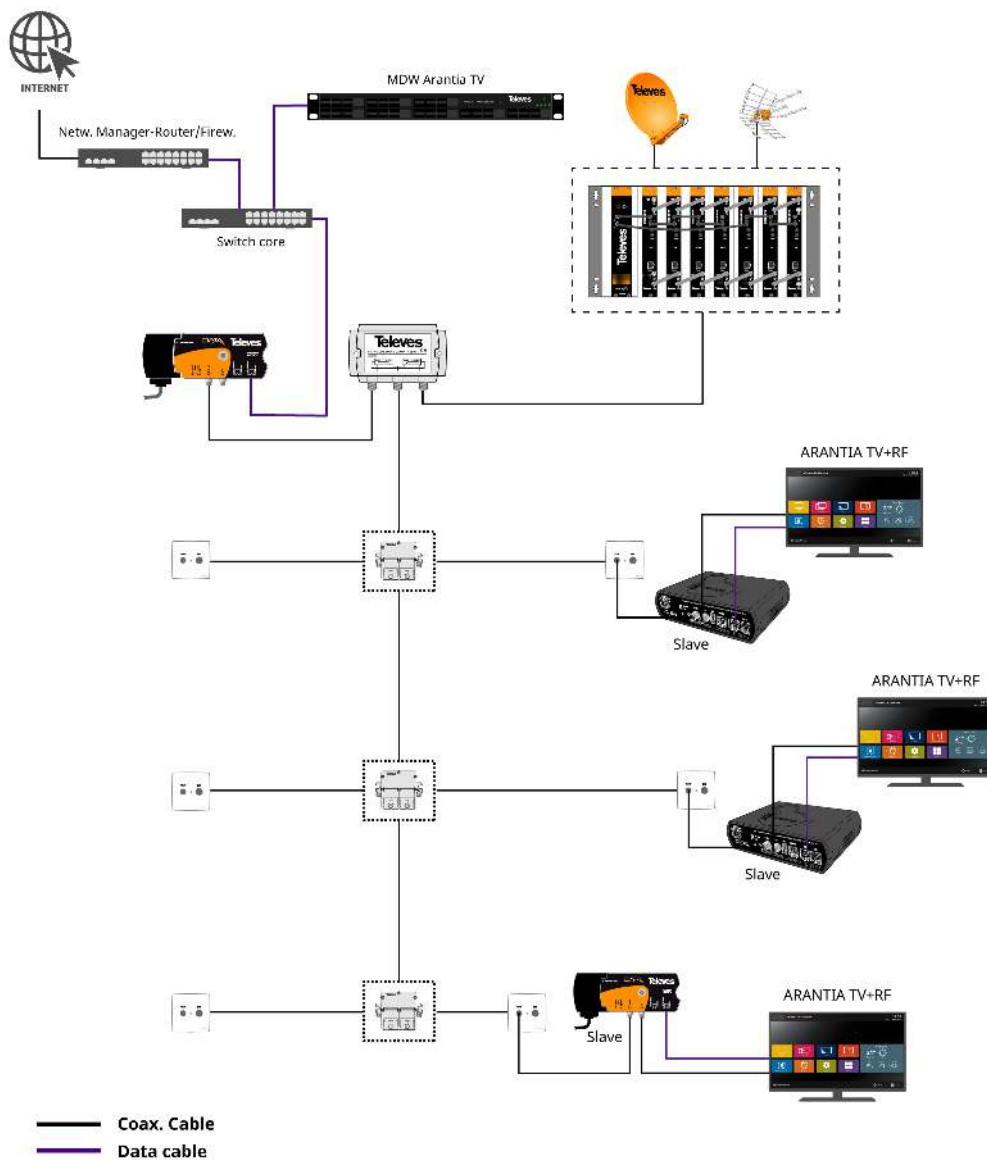 INTERNET
MDW Arantia TV
Televes
Televes
Netw. Manager-Router/Firew.
Switch core
Televes
Televes
Televes
ARANTIA TV+RF
Slave
ARANTIA TV+RF
Slave
Televes
Slave
ARANTIA TV+RF
Coax. Cable
Data cable